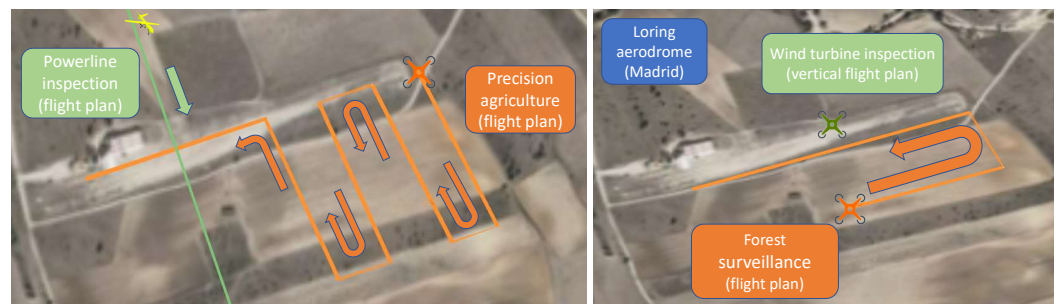 Powerline
inspection
(flight plan)
Precision
agriculture
(flight plan)
Loring
aerodrome
(Madrid)
Wind turbine inspection
(vertical flight plan)
Forest
surveillance
(flight plan)